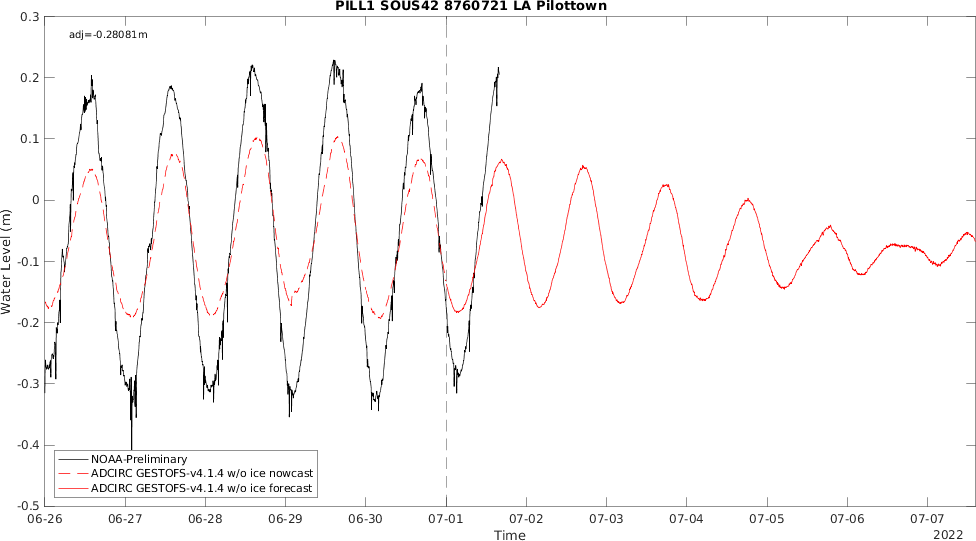 PILL1 SOUS42 8760721 LA Pilottown
adj=-0.28081m
0.3
0.2
0.1
0
-0.1
-0.2
-0.3
-0.4
-0.5
Water Level (m)
NOAA-Preliminary
ADCIRC GESTOFS-v4.1.4 w/o ice nowcast
ADCIRC GESTOFS-v4.1.4 w/o ice forecast
06-26 06-27 06-28 06-29 06-30 07-01 07-02 07-03 07-04 07-05 07-06 07-07
Time
2022